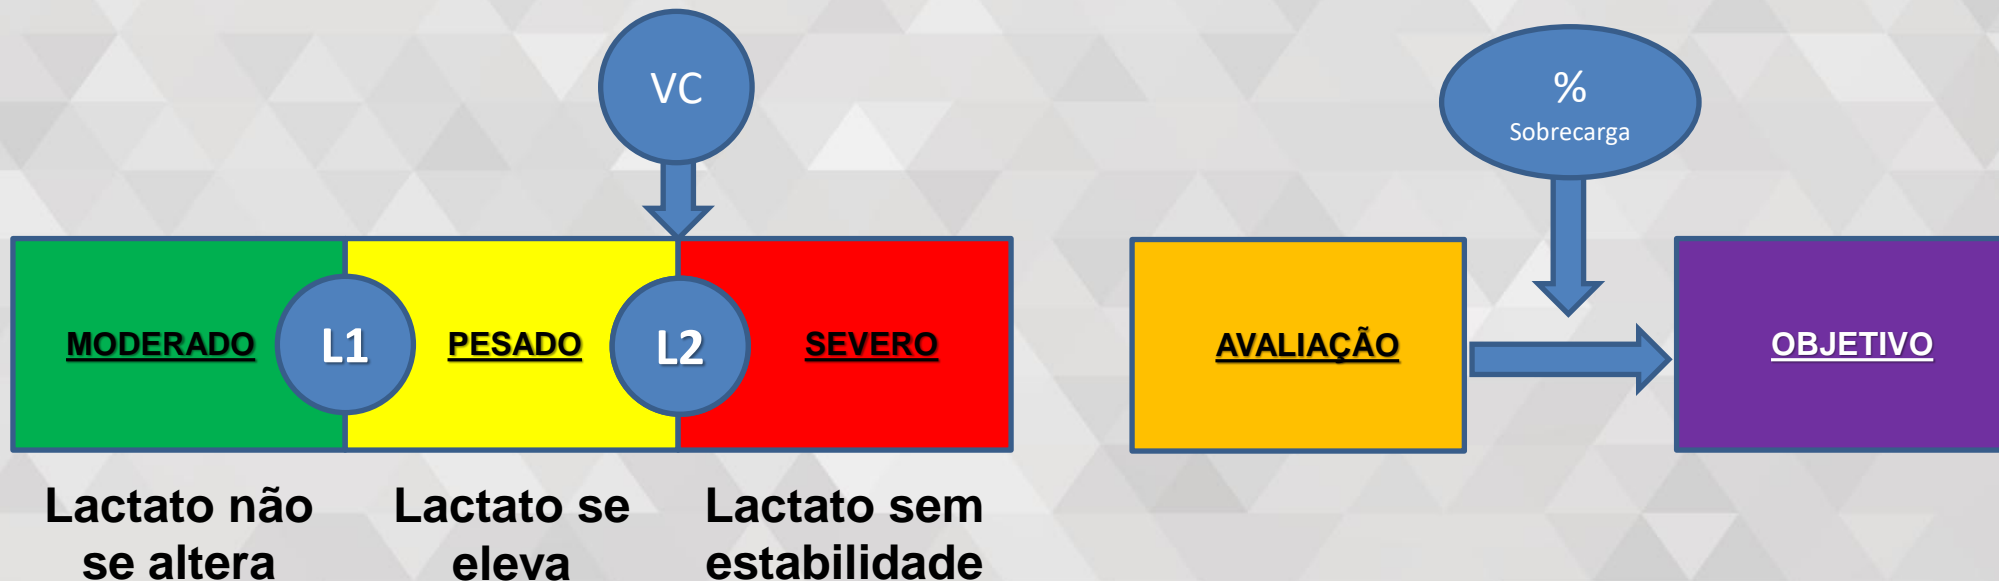 VC
%
Sobrecarga
MODERADO
L1
PESADO
L2
SEVERO
AVALIAÇÃO
OBJETIVO
Lactato não
se altera
Lactato se
eleva
Lactato sem
estabilidade